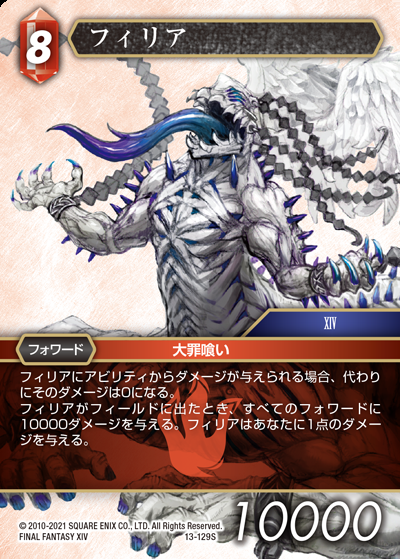 8
フィリア
XIV
フォワード
大罪喰い
フィリアにアビリティからダメージが与えられる場合、代わり
にそのダメージは0になる。
フィリアがフィールドに出たとき、すべてのフォワードに
10000ダメージを与える。フィリアはあなたに1点のダメー
ジを与える。
© 2010-2021 SQUARE ENIX CO., LTD. All Rights Reserved.
FINAL FANTASY XIV
13-129S
10000